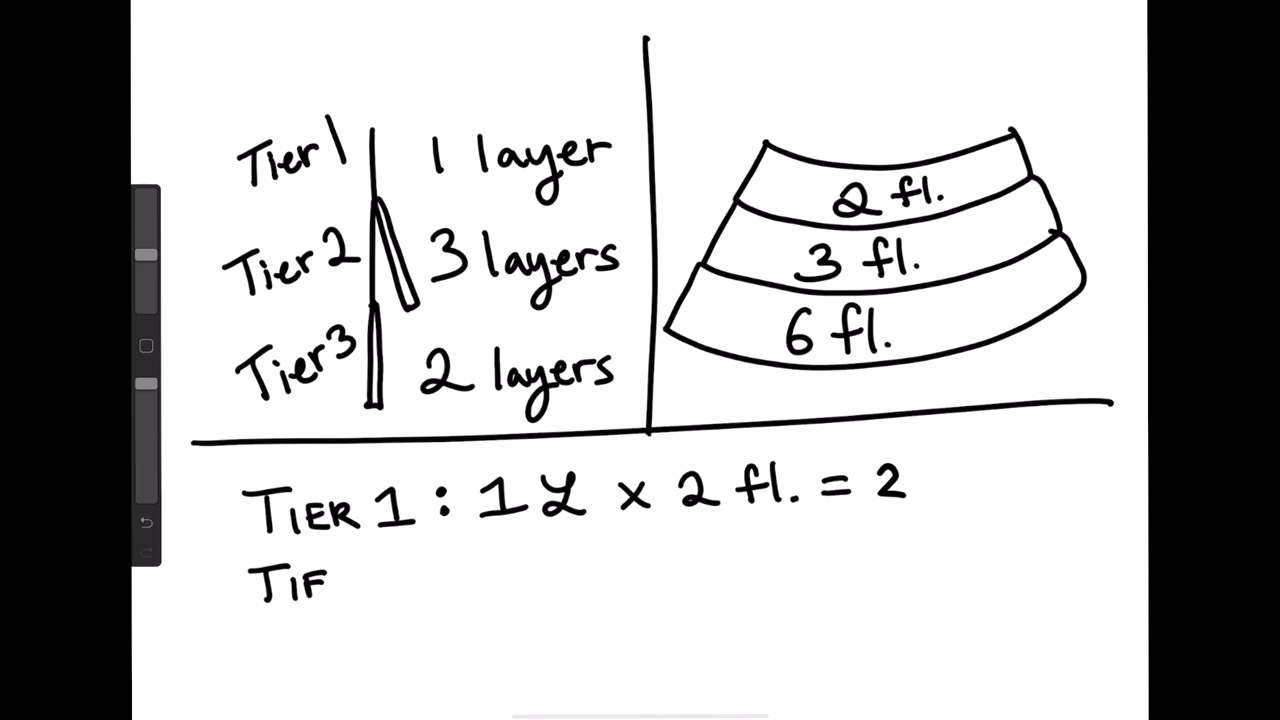 Tier 1
1 layer
Tier 2
3 layers
Tier 3
2 layers
2 fl.
3 fl.
6 fl.
TIER 1 : 1 L x 2 fl. = 2
TIF